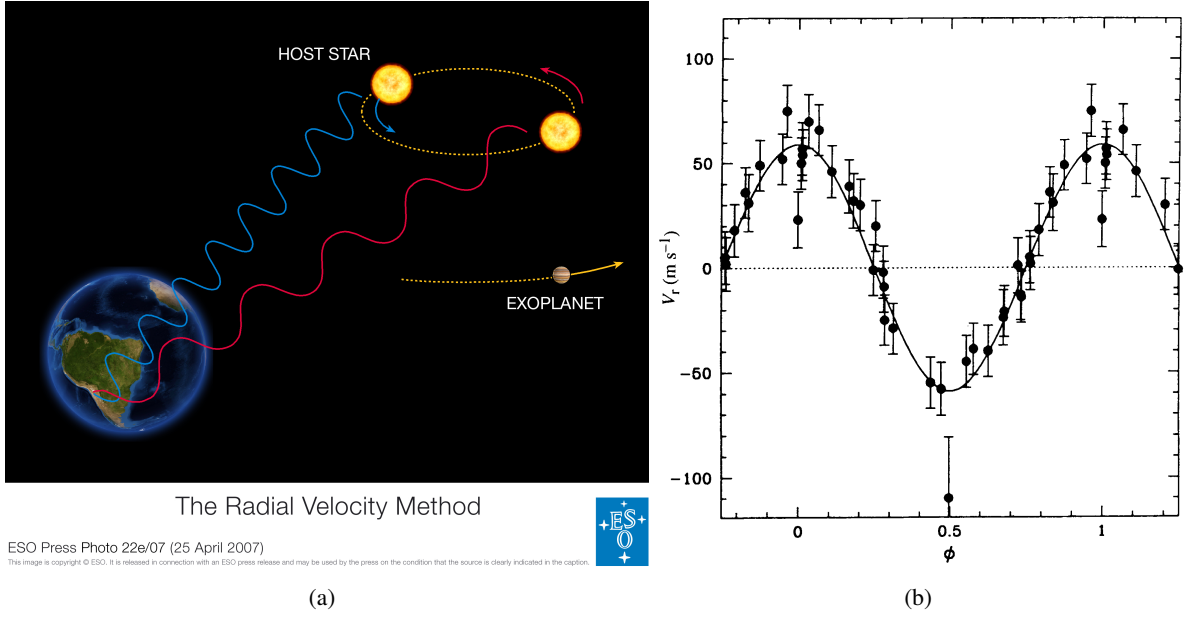 HOST STAR
EXOPLANET
The Radial Velocity Method
ESO Press Photo 22e/07 (25 April 2007)
This image is copyright © ESO. It is released in connection with an ESO press release and may be used by the press on the condition that the source is clearly indicated in the caption.
ESO
(a)
100
50
0
-50
-100
V_r (m s⁻¹)
0 0.5 1
ϕ
(b)